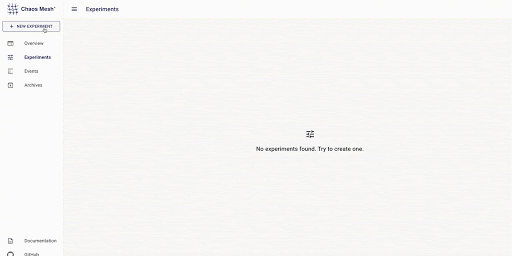 Chaos Mesh
Experiments
+ NEW EXPERIMENT
Overview
Experiments
Events
Archives
No experiments found. Try to create one.
Documentation
GitHub